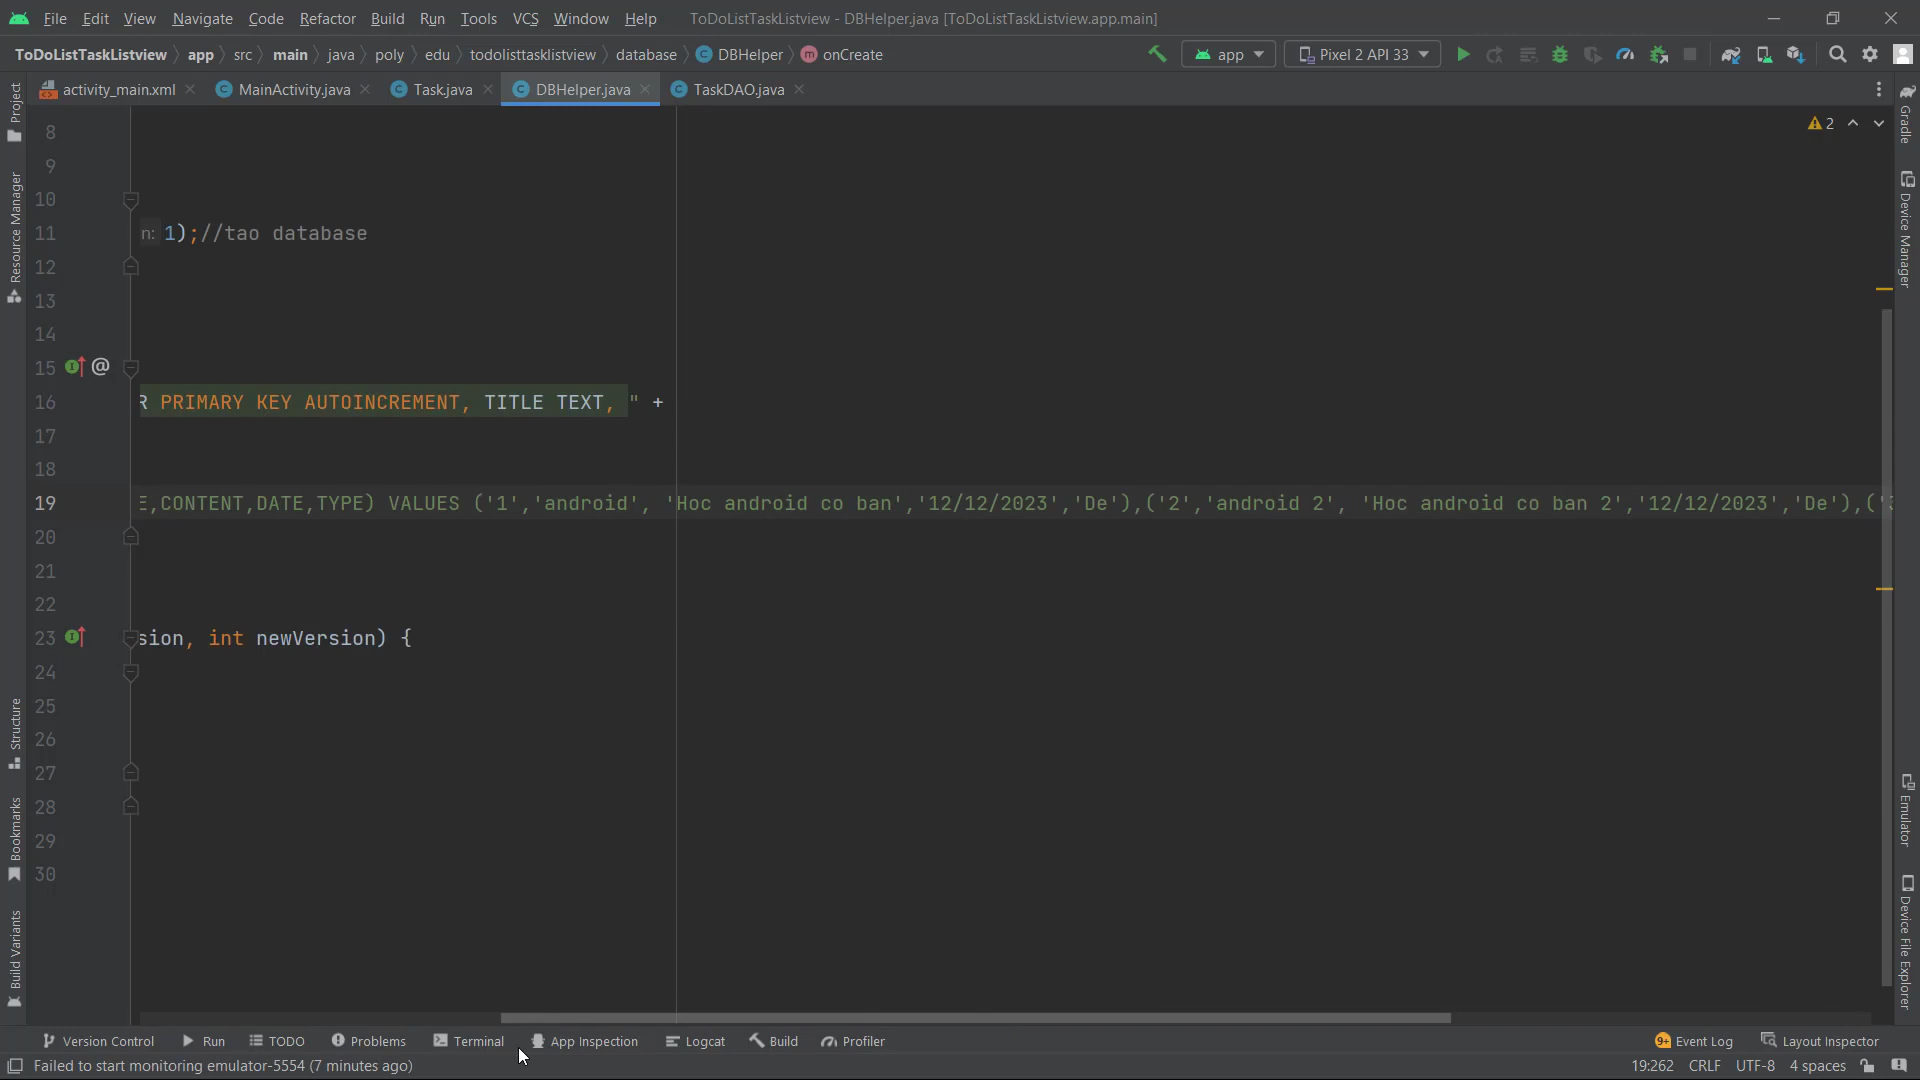 File Edit View Navigate Code Refactor Build Run Tools VCS Window Help ToDoListTaskListview - DBHelper.java [ToDoListTaskListview.app.main]
ToDoListTaskListview app src main java poly edu todolisttasklistview database DBHelper onCreate app Pixel 2 API 33
activity_main.xml MainActivity.java Task.java DBHelper.java TaskDAO.java
2
8
9
10
11 n: 1);//tao database
12
13
14
15 @
16 R PRIMARY KEY AUTOINCREMENT, TITLE TEXT, " +
17
18
19 E,CONTENT,DATE,TYPE) VALUES ('1','android', 'Hoc android co ban','12/12/2023','De'),('2','android 2', 'Hoc android co ban 2','12/12/2023','De'),('3
20
21
22
23 sion, int newVersion) {
24
25
26
27
28
29
30
Project
Resource Manager
Structure
Bookmarks
Build Variants
Gradle
Device Manager
Emulator
Device File Explorer
Version Control Run TODO Problems Terminal App Inspection Logcat Build Profiler 9+ Event Log Layout Inspector
Failed to start monitoring emulator-5554 (7 minutes ago) 19:262 CRLF UTF-8 4 spaces